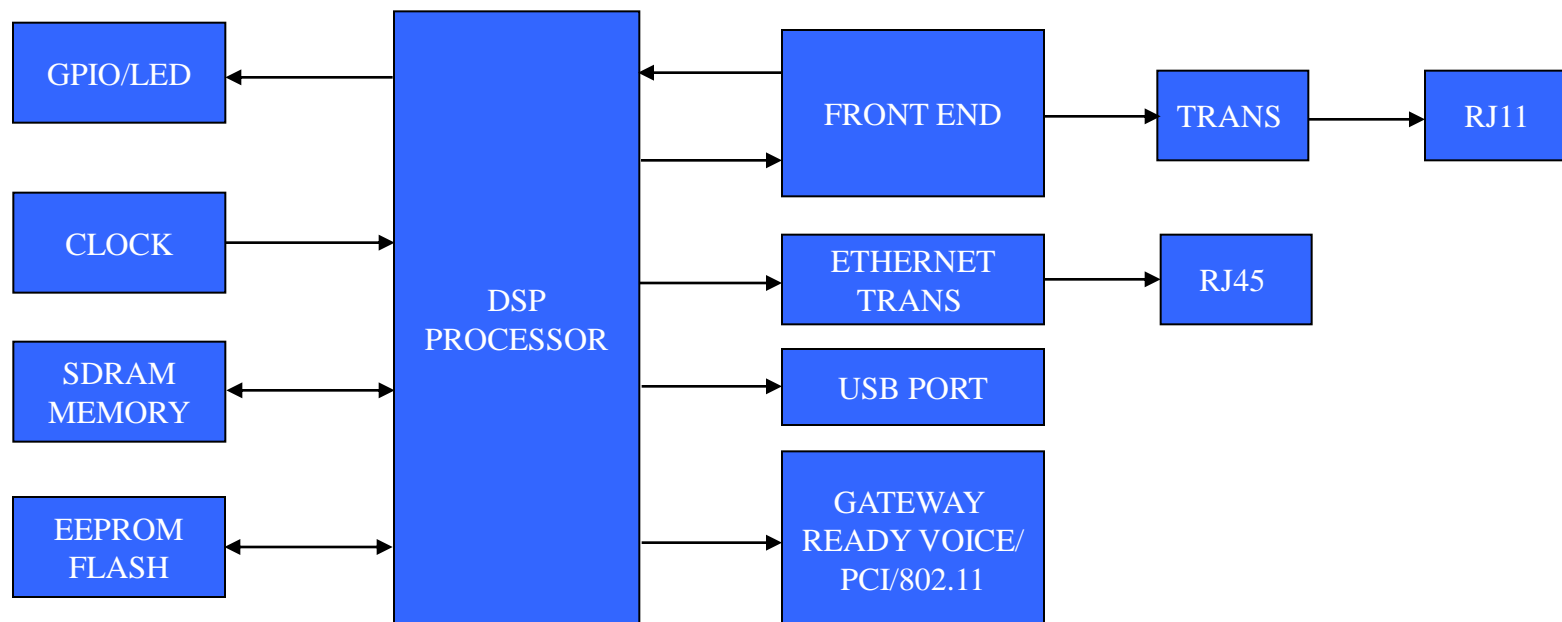 GPIO/LED
CLOCK
SDRAM
MEMORY
EEPROM
FLASH
DSP
PROCESSOR
FRONT END
TRANS
RJ11
ETHERNET
TRANS
RJ45
USB PORT
GATEWAY
READY VOICE/
PCI/802.11